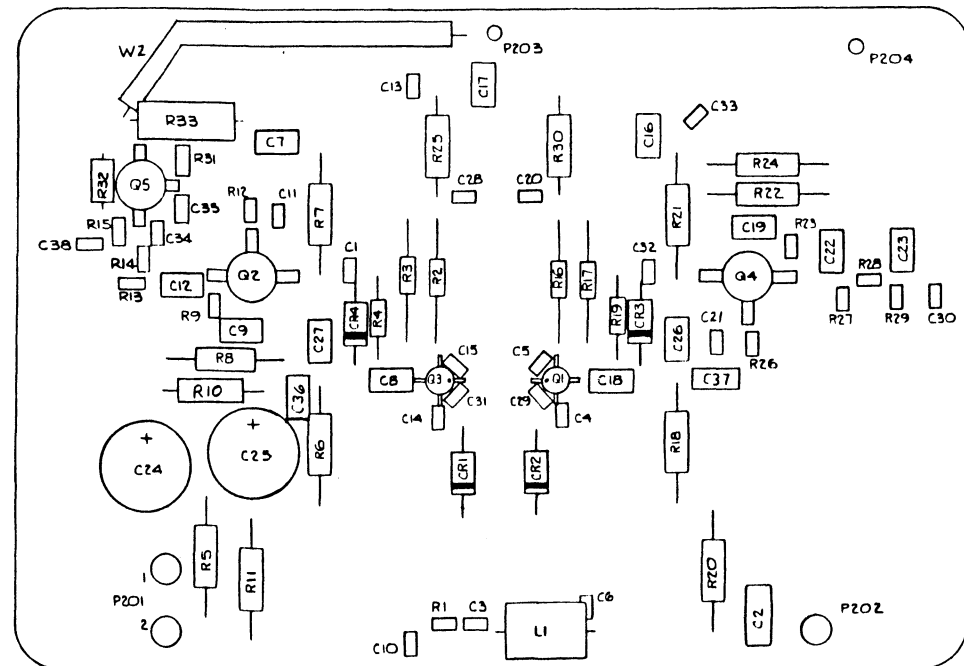 W2
P203
P204
C13
C17
C33
R33
R25
R30
C16
C7
R31
R24
R32
Q5
R22
C28
C20
R12
C11
R7
R21
C35
R15
C34
C19
R23
C38
C22
C23
R14
Q2
C1
R3
R2
R16
R17
C32
Q4
R28
R13
C12
R27
R29
C30
R9
CR4
R4
R19
CR3
C9
C27
C26
C21
R8
C15
C5
R26
C8
Q3
Q1
C18
C37
R10
C36
C31
C29
C14
C4
R6
R18
C24
C25
CR1
CR2
R5
R11
R20
1
P201
2
R1
C3
C6
L1
C2
P202
C10